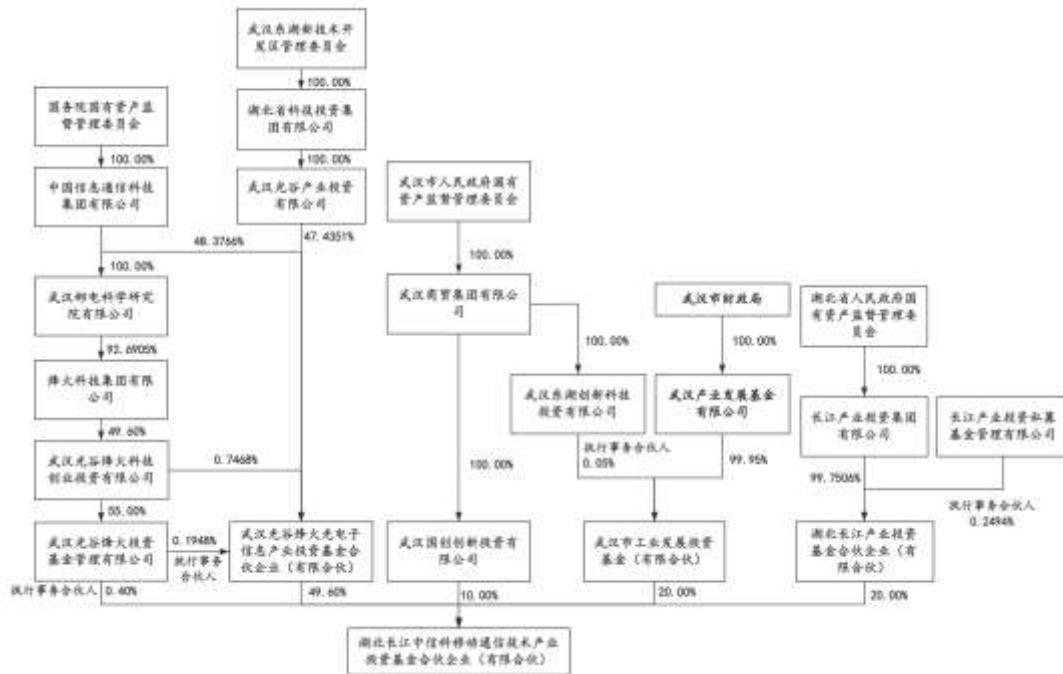 武汉东湖新技术开
发区管理委员会
100.00%
国务院国有资产监
督管理委员会
湖北省科技投资集
团有限公司
100.00%
100.00%
中国信息通信科技
集团有限公司
武汉光谷产业投资
有限公司
武汉市人民政府国有
资产监督管理委员会
48.3766%
47.4351%
100.00%
100.00%
武汉邮电科学研究
院有限公司
武汉商贸集团有限公
司
武汉市财政局
湖北省人民政府国
有资产监督管理委
员会
92.6905%
100.00%
100.00%
100.00%
烽火科技集团有限
公司
武汉东湖创新科技
投资有限公司
武汉产业发展基金
有限公司
长江产业投资集团
有限公司
长江产业投资私募
基金管理有限公司
49.60%
执行事务合伙人
0.05%
99.95%
武汉光谷烽火科技
创业投资有限公司
0.7468%
100.00%
99.7506%
执行事务合伙人
0.2494%
55.00%
武汉光谷烽火投资
基金管理有限公司
0.1948%
执行事务
合伙人
武汉光谷烽火光电子
信息产业投资基金合
伙企业（有限合伙）
武汉国创创新投资有
限公司
武汉市工业发展投资
基金（有限合伙）
湖北长江产业投资
基金合伙企业（有
限合伙）
执行事务合伙人
0.40%
49.60%
10.00%
20.00%
20.00%
湖北长江中信科移动通信技术产业
投资基金合伙企业（有限合伙）